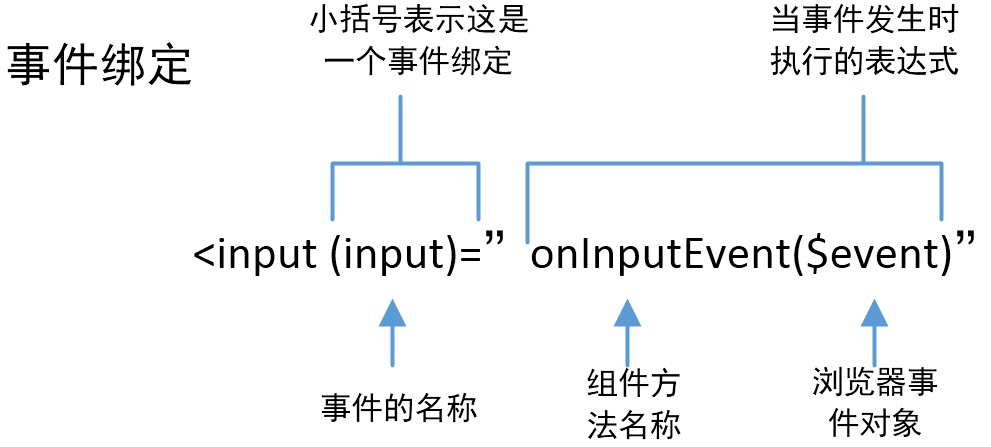 事件绑定
小括号表示这是
一个事件绑定
当事件发生时
执行的表达式
<input (input)=” onInputEvent($event)”
事件的名称
组件方
法名称
浏览器事
件对象